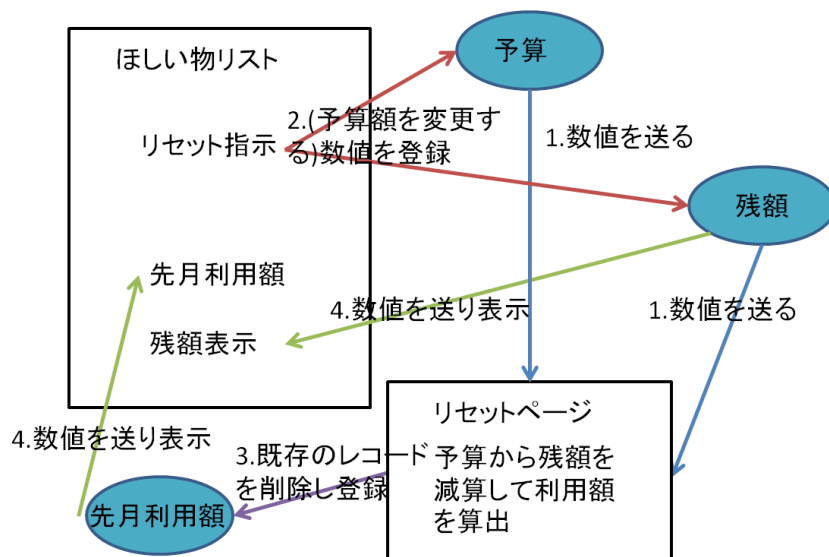 ほしい物リスト
予算
リセット指示
2.(予算額を変更す
る)数値を登録
1.数値を送る
残額
先月利用額
4.数値を送り表示
1.数値を送る
残額表示
リセットページ
4.数値を送り表示
3.既存のレコード
を削除し登録
予算から残額を
減算して利用額
を算出
先月利用額